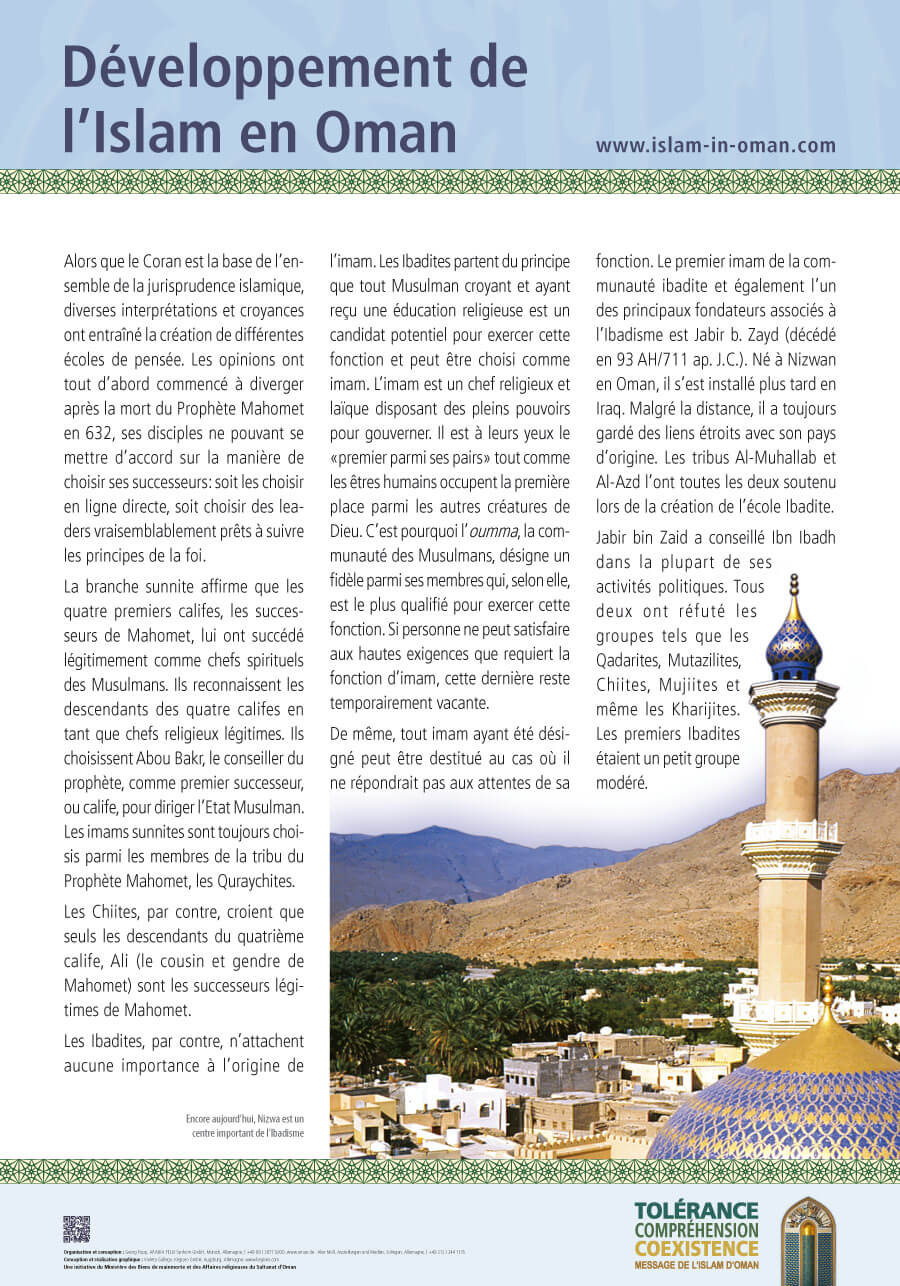 Développement de
l’Islam en Oman
www.islam-in-oman.com
Alors que le Coran est la base de l’en-
semble de la jurisprudence islamique,
diverses interprétations et croyances
ont entraîné la création de différentes
écoles de pensée. Les opinions ont
tout d’abord commencé à diverger
après la mort du Prophète Mahomet
en 632, ses disciples ne pouvant se
mettre d’accord sur la manière de
choisir ses successeurs: soit les choisir
en ligne directe, soit choisir des lea-
ders vraisemblablement prêts à suivre
les principes de la foi.
La branche sunnite affirme que les
quatre premiers califes, les succes-
seurs de Mahomet, lui ont succédé
légitimement comme chefs spirituels
des Musulmans. Ils reconnaissent les
descendants des quatre califes en
tant que chefs religieux légitimes. Ils
choisissent Abou Bakr, le conseiller du
prophète, comme premier successeur,
ou calife, pour diriger l’Etat Musulman.
Les imams sunnites sont toujours choi-
sis parmi les membres de la tribu du
Prophète Mahomet, les Quraychites.
Les Chiites, par contre, croient que
seuls les descendants du quatrième
calife, Ali (le cousin et gendre de
Mahomet) sont les successeurs légi-
times de Mahomet.
Les Ibadites, par contre, n’attachent
aucune importance à l’origine de
l’imam. Les Ibadites partent du principe
que tout Musulman croyant et ayant
reçu une éducation religieuse est un
candidat potentiel pour exercer cette
fonction et peut être choisi comme
imam. L’imam est un chef religieux et
laïque disposant des pleins pouvoirs
pour gouverner. Il est à leurs yeux le
«premier parmi ses pairs» tout comme
les êtres humains occupent la première
place parmi les autres créatures de
Dieu. C’est pourquoi l’oumma, la com-
munauté des Musulmans, désigne un
fidèle parmi ses membres qui, selon elle,
est le plus qualifié pour exercer cette
fonction. Si personne ne peut satisfaire
aux hautes exigences que requiert la
fonction d’imam, cette dernière reste
temporairement vacante.
De même, tout imam ayant été dési-
gné peut être destitué au cas où il
ne répondrait pas aux attentes de sa
fonction. Le premier imam de la com-
munauté ibadite et également l’un
des principaux fondateurs associés à
l’Ibadisme est Jabir b. Zayd (décédé
en 93 AH/711 ap. J.C.). Né à Nizwan
en Oman, il s’est installé plus tard en
Iraq. Malgré la distance, il a toujours
gardé des liens étroits avec son pays
d’origine. Les tribus Al-Muhallab et
Al-Azd l’ont toutes les deux soutenu
lors de la création de l’école Ibadite.
Jabir bin Zaid a conseillé Ibn Ibadh
dans la plupart de ses
activités politiques. Tous
deux ont réfuté les
groupes tels que les
Qadarites, Mutazilites,
Chiites, Mujiites et
même les Kharijites.
Les premiers Ibadites
étaient un petit groupe
modéré.
Encore aujourd’hui, Nizwa est un
centre important de l’Ibadisme
Organisation et conception :
Conception et réalisation graphique :
Une initiative du Ministère des Biens de mainmorte et des Affaires religieuses du Sultanat d’Oman
TOLÉRANCE
COMPRÉHENSION
COEXISTENCE
MESSAGE DE L’ISLAM D’OMAN